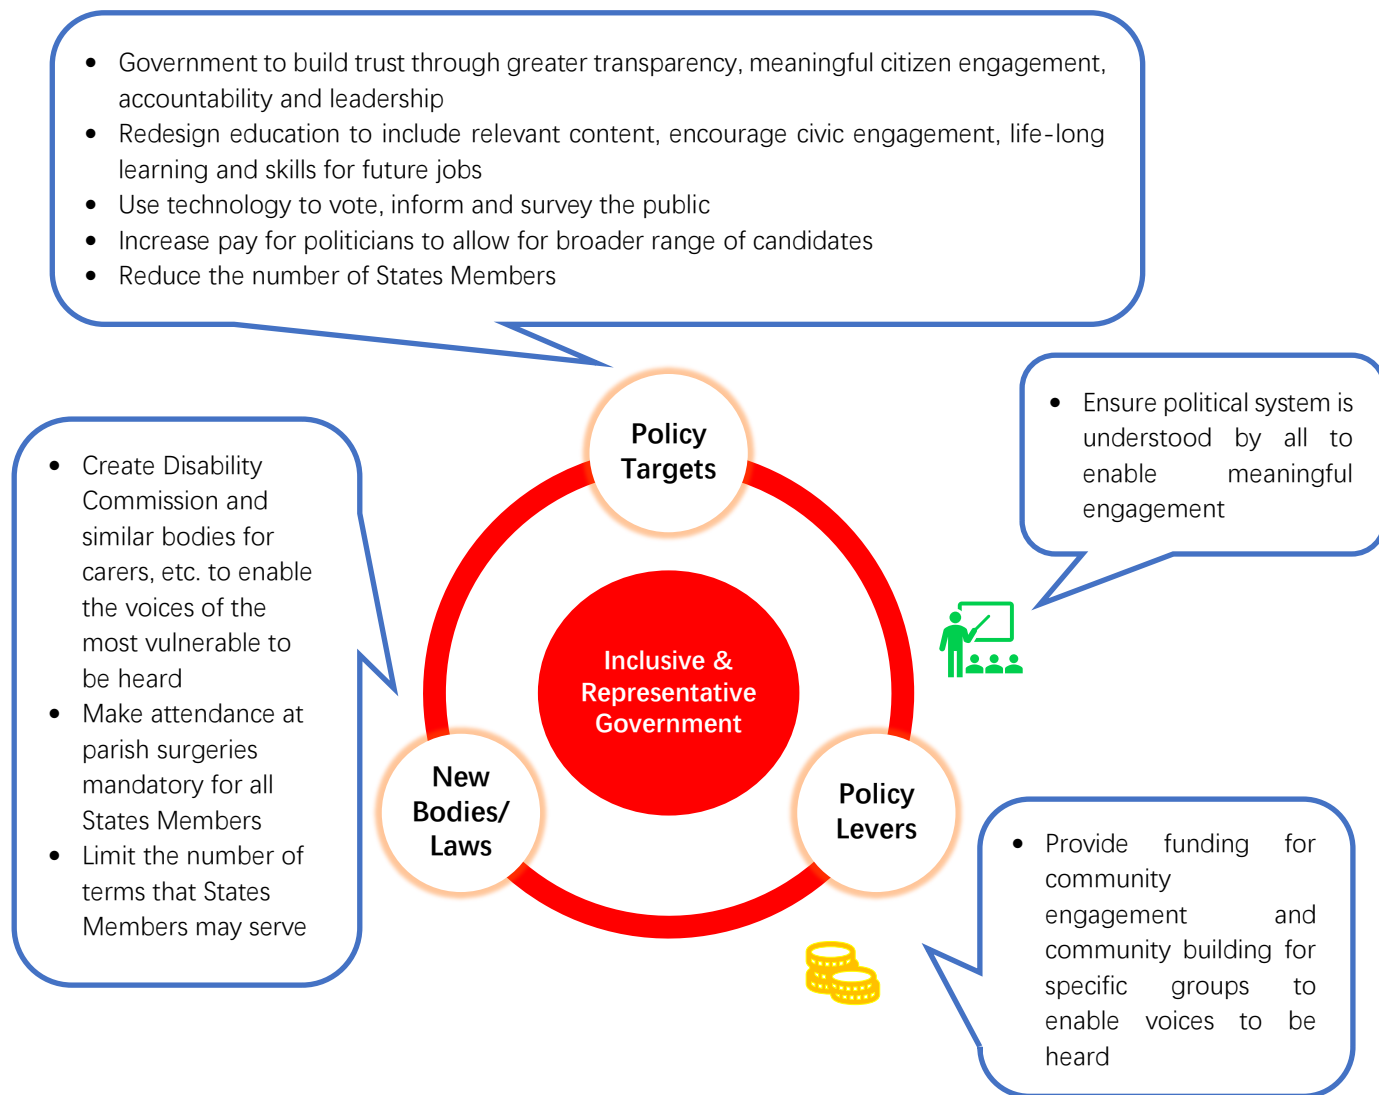 • Government to build trust through greater transparency, meaningful citizen engagement,
accountability and leadership
• Redesign education to include relevant content, encourage civic engagement, life-long
learning and skills for future jobs
• Use technology to vote, inform and survey the public
• Increase pay for politicians to allow for broader range of candidates
• Reduce the number of States Members
Policy
Targets
• Ensure political system is
understood by all to
enable meaningful
engagement
• Create Disability
Commission and
similar bodies for
carers, etc. to enable
the voices of the
most vulnerable to
be heard
• Make attendance at
parish surgeries
mandatory for all
States Members
• Limit the number of
terms that States
Members may serve
Inclusive &
Representative
Government
New
Bodies/
Laws
Policy
Levers
• Provide funding for
community
engagement and
community building for
specific groups to
enable voices to be
heard